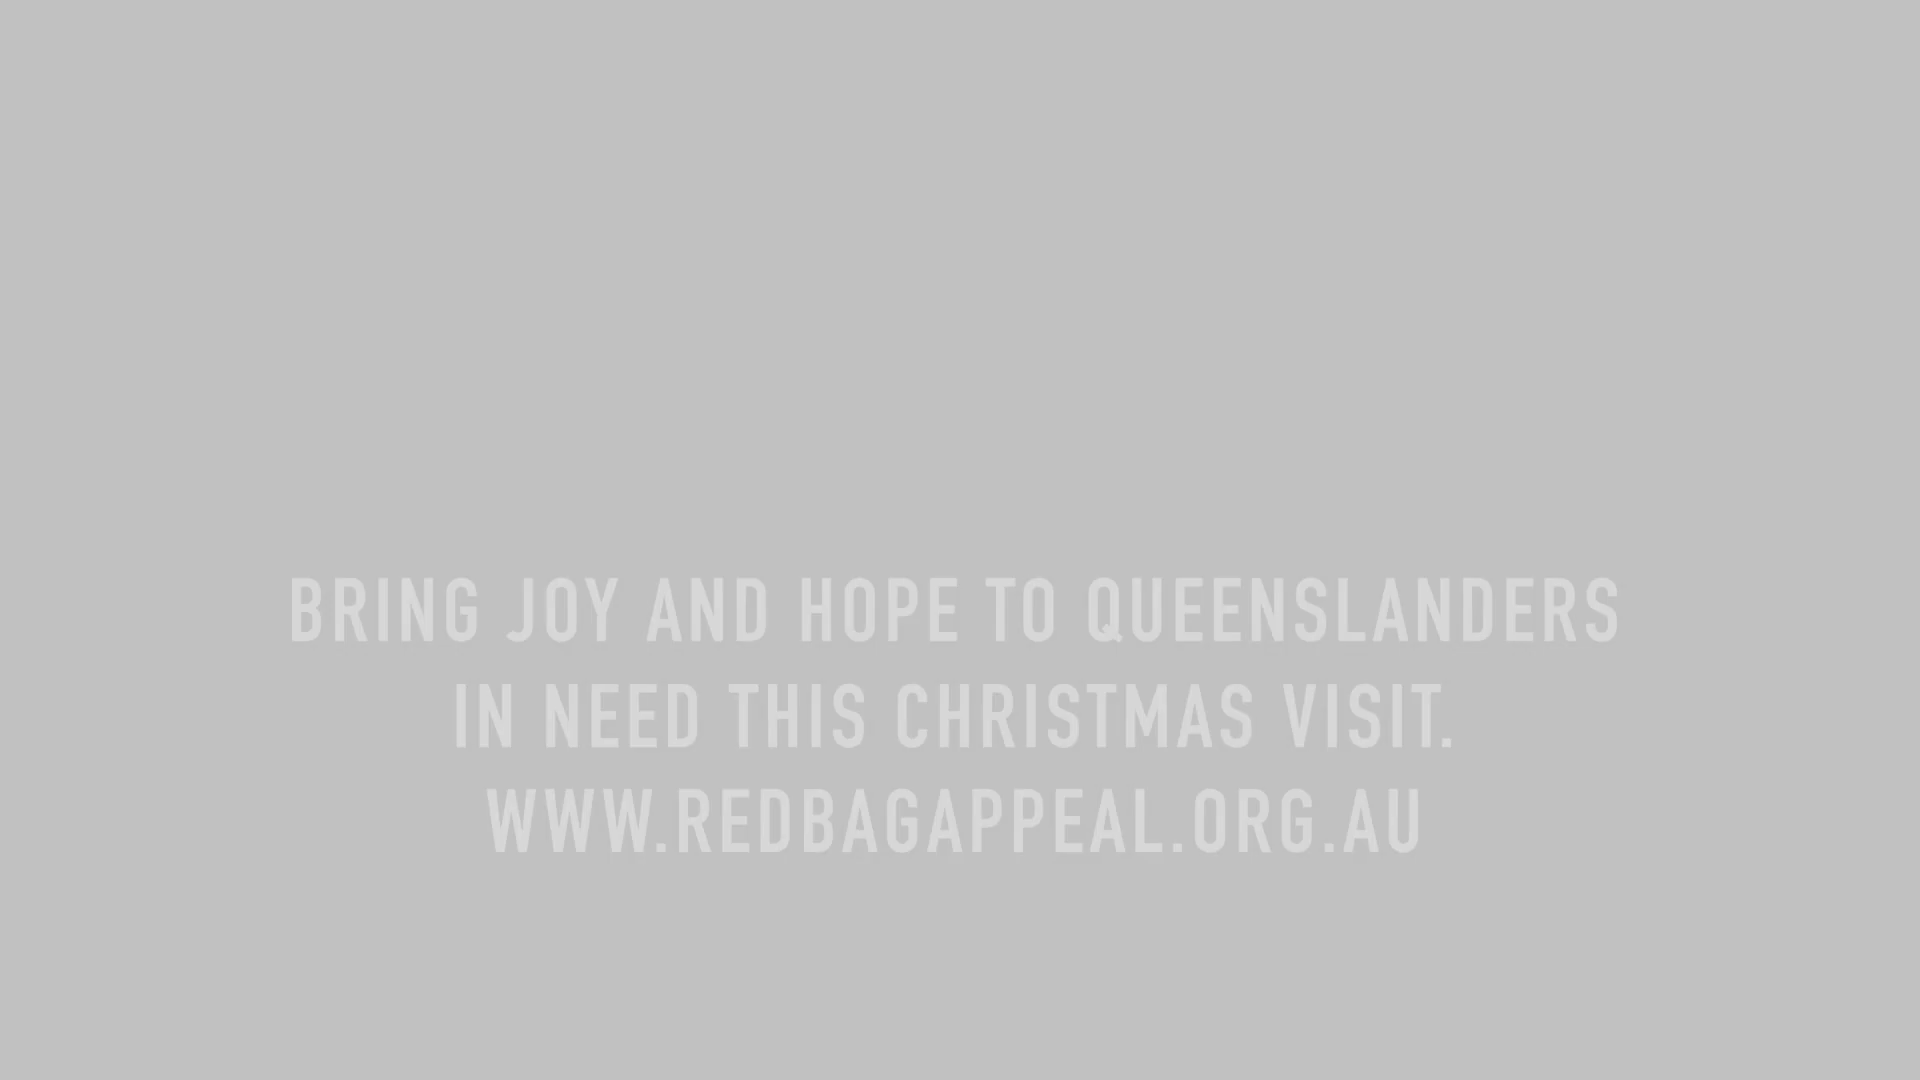 BRING JOY AND HOPE TO QUEENSLANDERS
IN NEED THIS CHRISTMAS VISIT.
WWW.REDBAGAPPEAL.ORG.AU